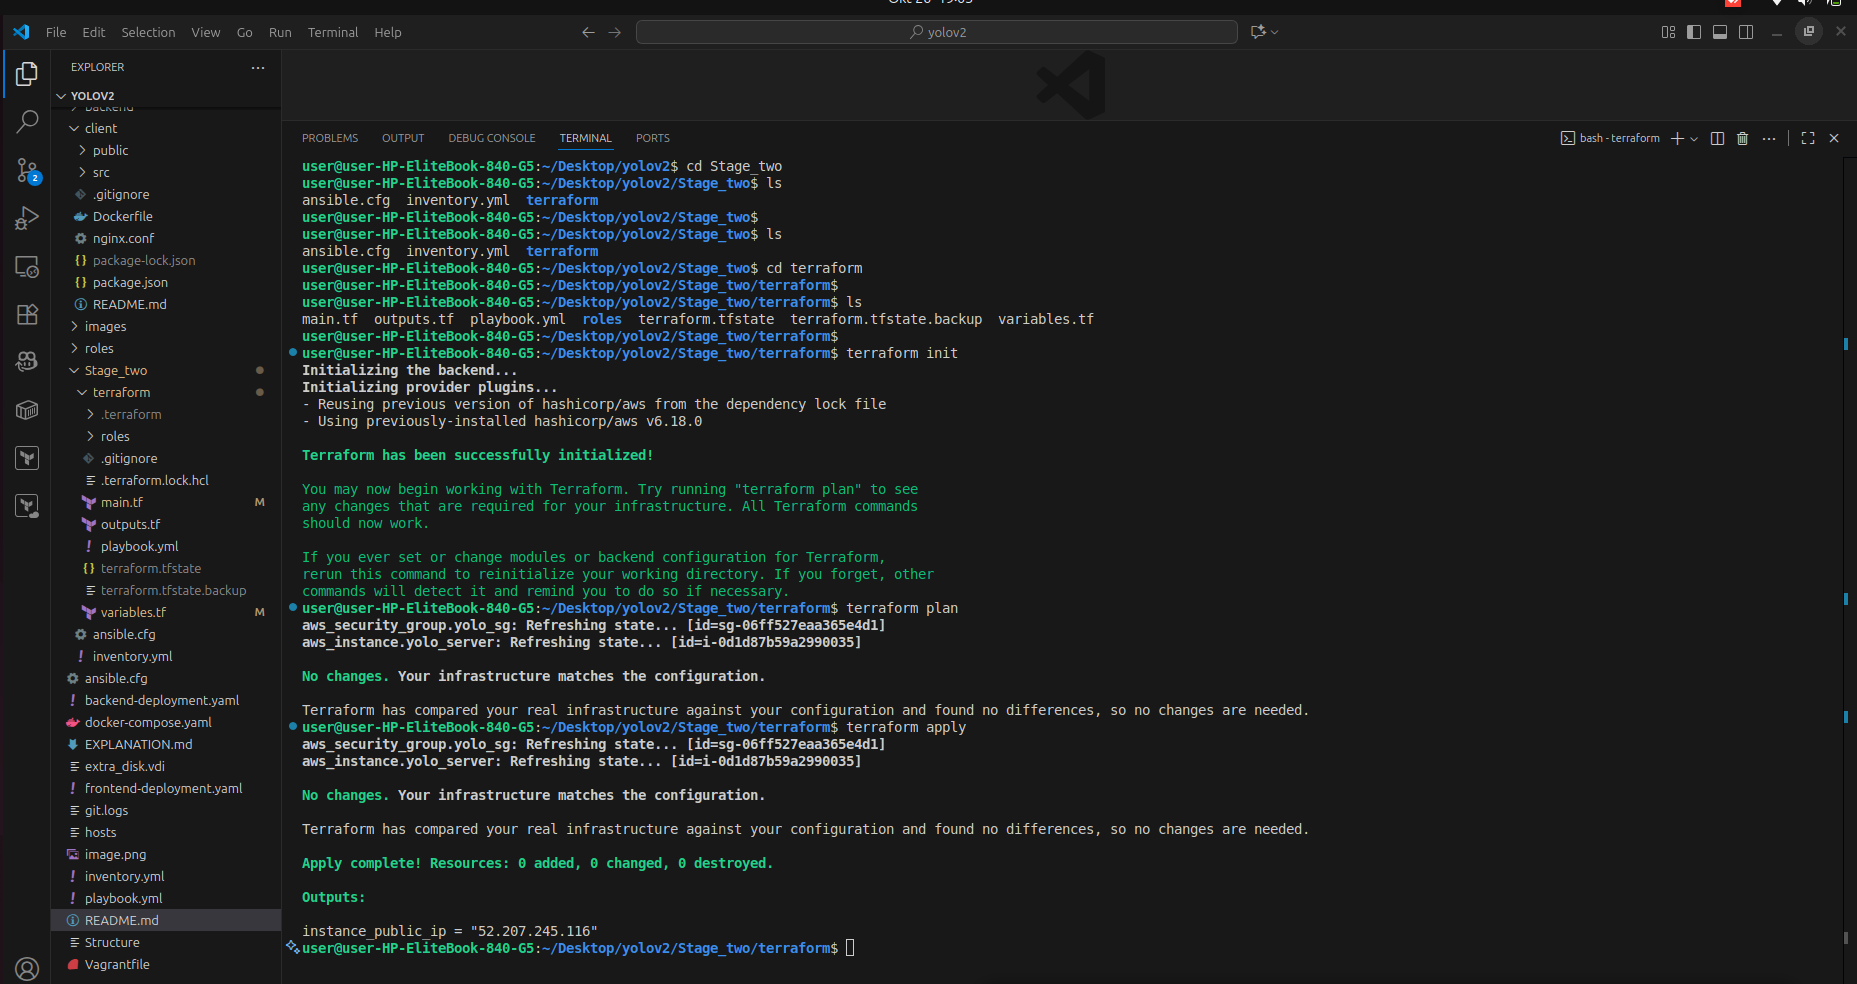 File Edit Selection View Go Run Terminal Help
yolov2
EXPLORER
YOLOV2
client
public
src
.gitignore
Dockerfile
nginx.conf
package-lock.json
package.json
README.md
images
roles
Stage_two
terraform
.terraform
roles
.gitignore
.terraform.lock.hcl
main.tf M
outputs.tf
playbook.yml
terraform.tfstate
terraform.tfstate.backup
variables.tf M
ansible.cfg
inventory.yml
ansible.cfg
backend-deployment.yaml
docker-compose.yaml
EXPLANATION.md
extra_disk.vdi
frontend-deployment.yaml
git.logs
hosts
image.png
inventory.yml
playbook.yml
README.md
Structure
Vagrantfile
2
PROBLEMS OUTPUT DEBUG CONSOLE TERMINAL PORTS
bash - terraform
user@user-HP-EliteBook-840-G5:~/Desktop/yolov2$ cd Stage_two
user@user-HP-EliteBook-840-G5:~/Desktop/yolov2/Stage_two$ ls
ansible.cfg inventory.yml terraform
user@user-HP-EliteBook-840-G5:~/Desktop/yolov2/Stage_two$
user@user-HP-EliteBook-840-G5:~/Desktop/yolov2/Stage_two$ ls
ansible.cfg inventory.yml terraform
user@user-HP-EliteBook-840-G5:~/Desktop/yolov2/Stage_two$ cd terraform
user@user-HP-EliteBook-840-G5:~/Desktop/yolov2/Stage_two/terraform$
user@user-HP-EliteBook-840-G5:~/Desktop/yolov2/Stage_two/terraform$ ls
main.tf outputs.tf playbook.yml roles terraform.tfstate terraform.tfstate.backup variables.tf
user@user-HP-EliteBook-840-G5:~/Desktop/yolov2/Stage_two/terraform$
user@user-HP-EliteBook-840-G5:~/Desktop/yolov2/Stage_two/terraform$ terraform init
Initializing the backend...
Initializing provider plugins...
- Reusing previous version of hashicorp/aws from the dependency lock file
- Using previously-installed hashicorp/aws v6.18.0
Terraform has been successfully initialized!
You may now begin working with Terraform. Try running "terraform plan" to see
any changes that are required for your infrastructure. All Terraform commands
should now work.
If you ever set or change modules or backend configuration for Terraform,
rerun this command to reinitialize your working directory. If you forget, other
commands will detect it and remind you to do so if necessary.
user@user-HP-EliteBook-840-G5:~/Desktop/yolov2/Stage_two/terraform$ terraform plan
aws_security_group.yolo_sg: Refreshing state... [id=sg-06ff527eaa365e4d1]
aws_instance.yolo_server: Refreshing state... [id=i-0d1d87b59a2990035]
No changes. Your infrastructure matches the configuration.
Terraform has compared your real infrastructure against your configuration and found no differences, so no changes are needed.
user@user-HP-EliteBook-840-G5:~/Desktop/yolov2/Stage_two/terraform$ terraform apply
aws_security_group.yolo_sg: Refreshing state... [id=sg-06ff527eaa365e4d1]
aws_instance.yolo_server: Refreshing state... [id=i-0d1d87b59a2990035]
No changes. Your infrastructure matches the configuration.
Terraform has compared your real infrastructure against your configuration and found no differences, so no changes are needed.
Apply complete! Resources: 0 added, 0 changed, 0 destroyed.
Outputs:
instance_public_ip = "52.207.245.116"
user@user-HP-EliteBook-840-G5:~/Desktop/yolov2/Stage_two/terraform$